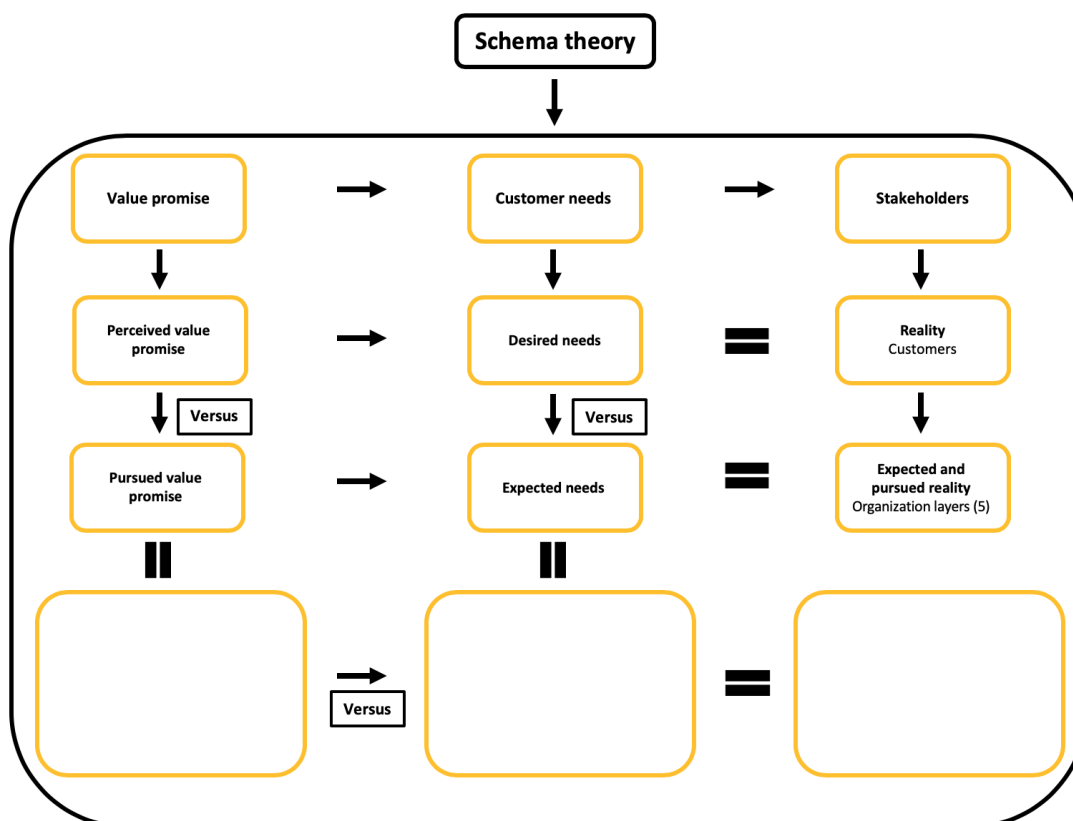 Schema theory
Value promise
Customer needs
Stakeholders
Perceived value
promise
Desired needs
Reality
Customers
Versus
Versus
Pursued value
promise
Expected needs
Expected and
pursued reality
Organization layers (5)
Versus